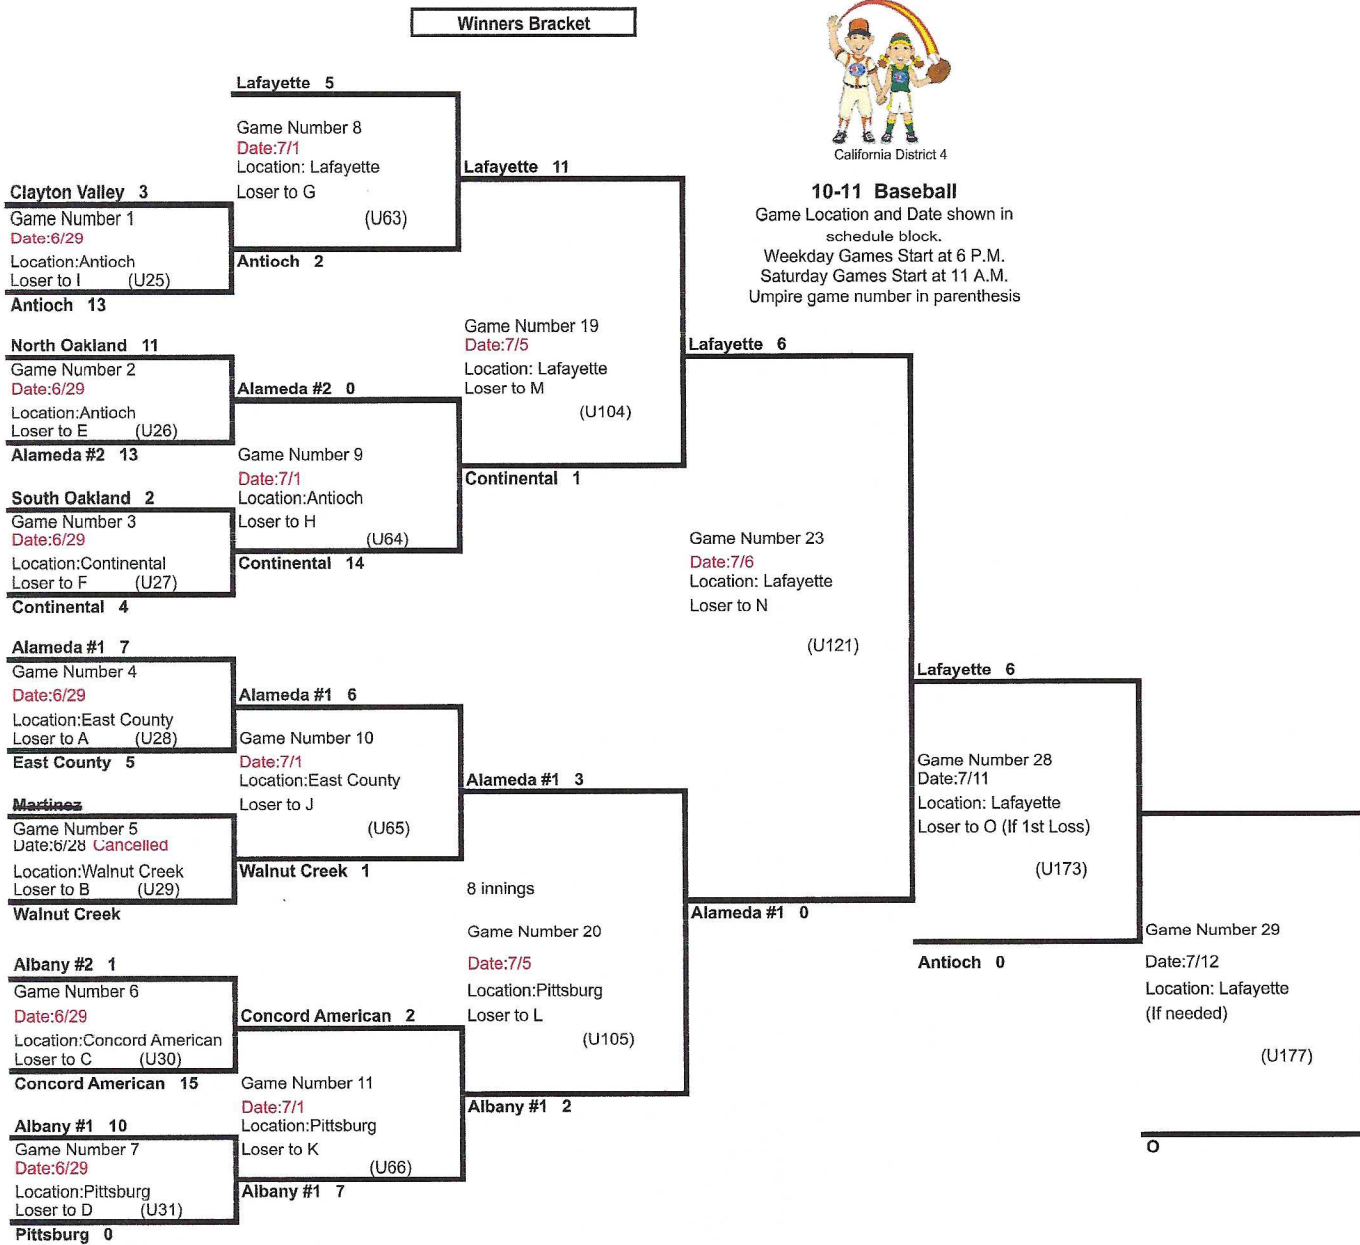 Winners Bracket
California District 4
10-11 Baseball
Game Location and Date shown in
schedule block.
Weekday Games Start at 6 P.M.
Saturday Games Start at 11 A.M.
Umpire game number in parenthesis
Clayton Valley 3
Game Number 1
Date:6/29
Location:Antioch
Loser to I (U25)
Antioch 13
North Oakland 11
Game Number 2
Date:6/29
Location:Antioch
Loser to E (U26)
Alameda #2 13
South Oakland 2
Game Number 3
Date:6/29
Location:Continental
Loser to F (U27)
Continental 4
Alameda #1 7
Game Number 4
Date:6/29
Location:East County
Loser to A (U28)
East County 5
Martinez
Game Number 5
Date:6/28 Cancelled
Location:Walnut Creek
Loser to B (U29)
Walnut Creek
Albany #2 1
Game Number 6
Date:6/29
Location:Concord American
Loser to C (U30)
Concord American 15
Albany #1 10
Game Number 7
Date:6/29
Location:Pittsburg
Loser to D (U31)
Pittsburg 0
Lafayette 5
Game Number 8
Date:7/1
Location: Lafayette
Loser to G
(U63)
Antioch 2
Alameda #2 0
Game Number 9
Date:7/1
Location:Antioch
Loser to H
(U64)
Continental 14
Alameda #1 6
Game Number 10
Date:7/1
Location:East County
Loser to J
(U65)
Walnut Creek 1
Concord American 2
Game Number 11
Date:7/1
Location:Pittsburg
Loser to K
(U66)
Albany #1 7
Lafayette 11
Game Number 19
Date:7/5
Location: Lafayette
Loser to M
(U104)
Continental 1
Alameda #1 3
8 innings
Game Number 20
Date:7/5
Location:Pittsburg
Loser to L
(U105)
Albany #1 2
Lafayette 6
Game Number 23
Date:7/6
Location: Lafayette
Loser to N
(U121)
Alameda #1 0
Lafayette 6
Game Number 28
Date:7/11
Location: Lafayette
Loser to O (If 1st Loss)
(U173)
Antioch 0
Game Number 29
Date:7/12
Location: Lafayette
(If needed)
(U177)
O